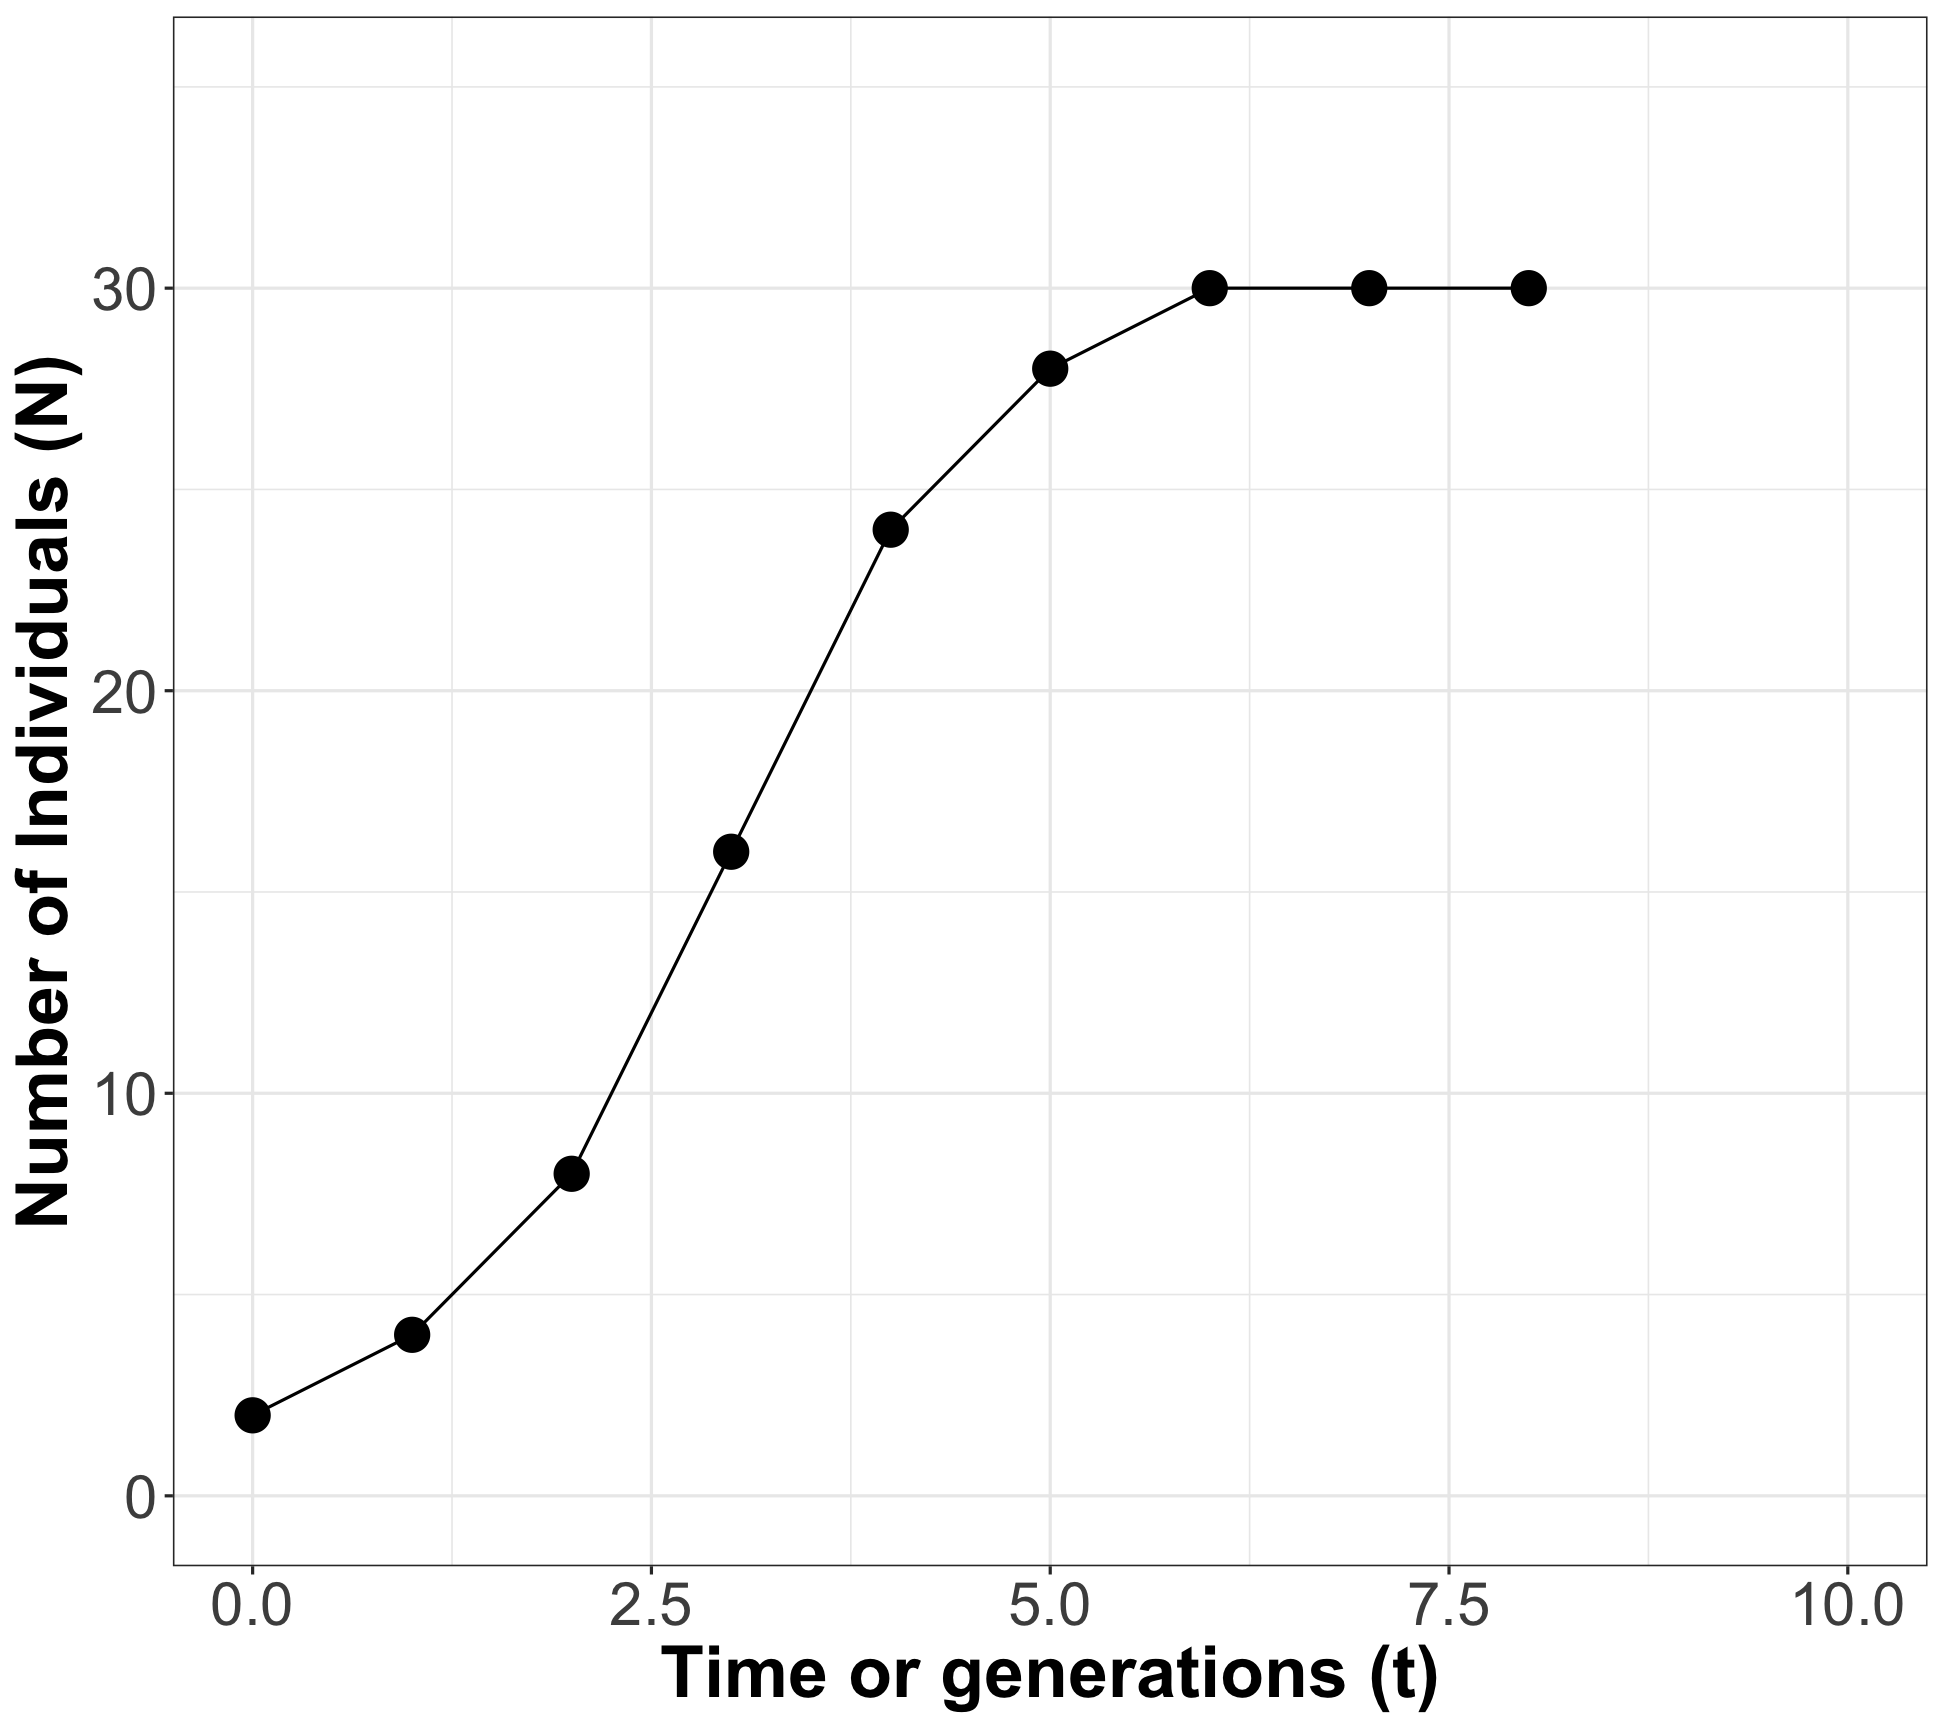 Number of Individuals (N)
30
20
10
0
0.0 2.5 5.0 7.5 10.0
Time or generations (t)